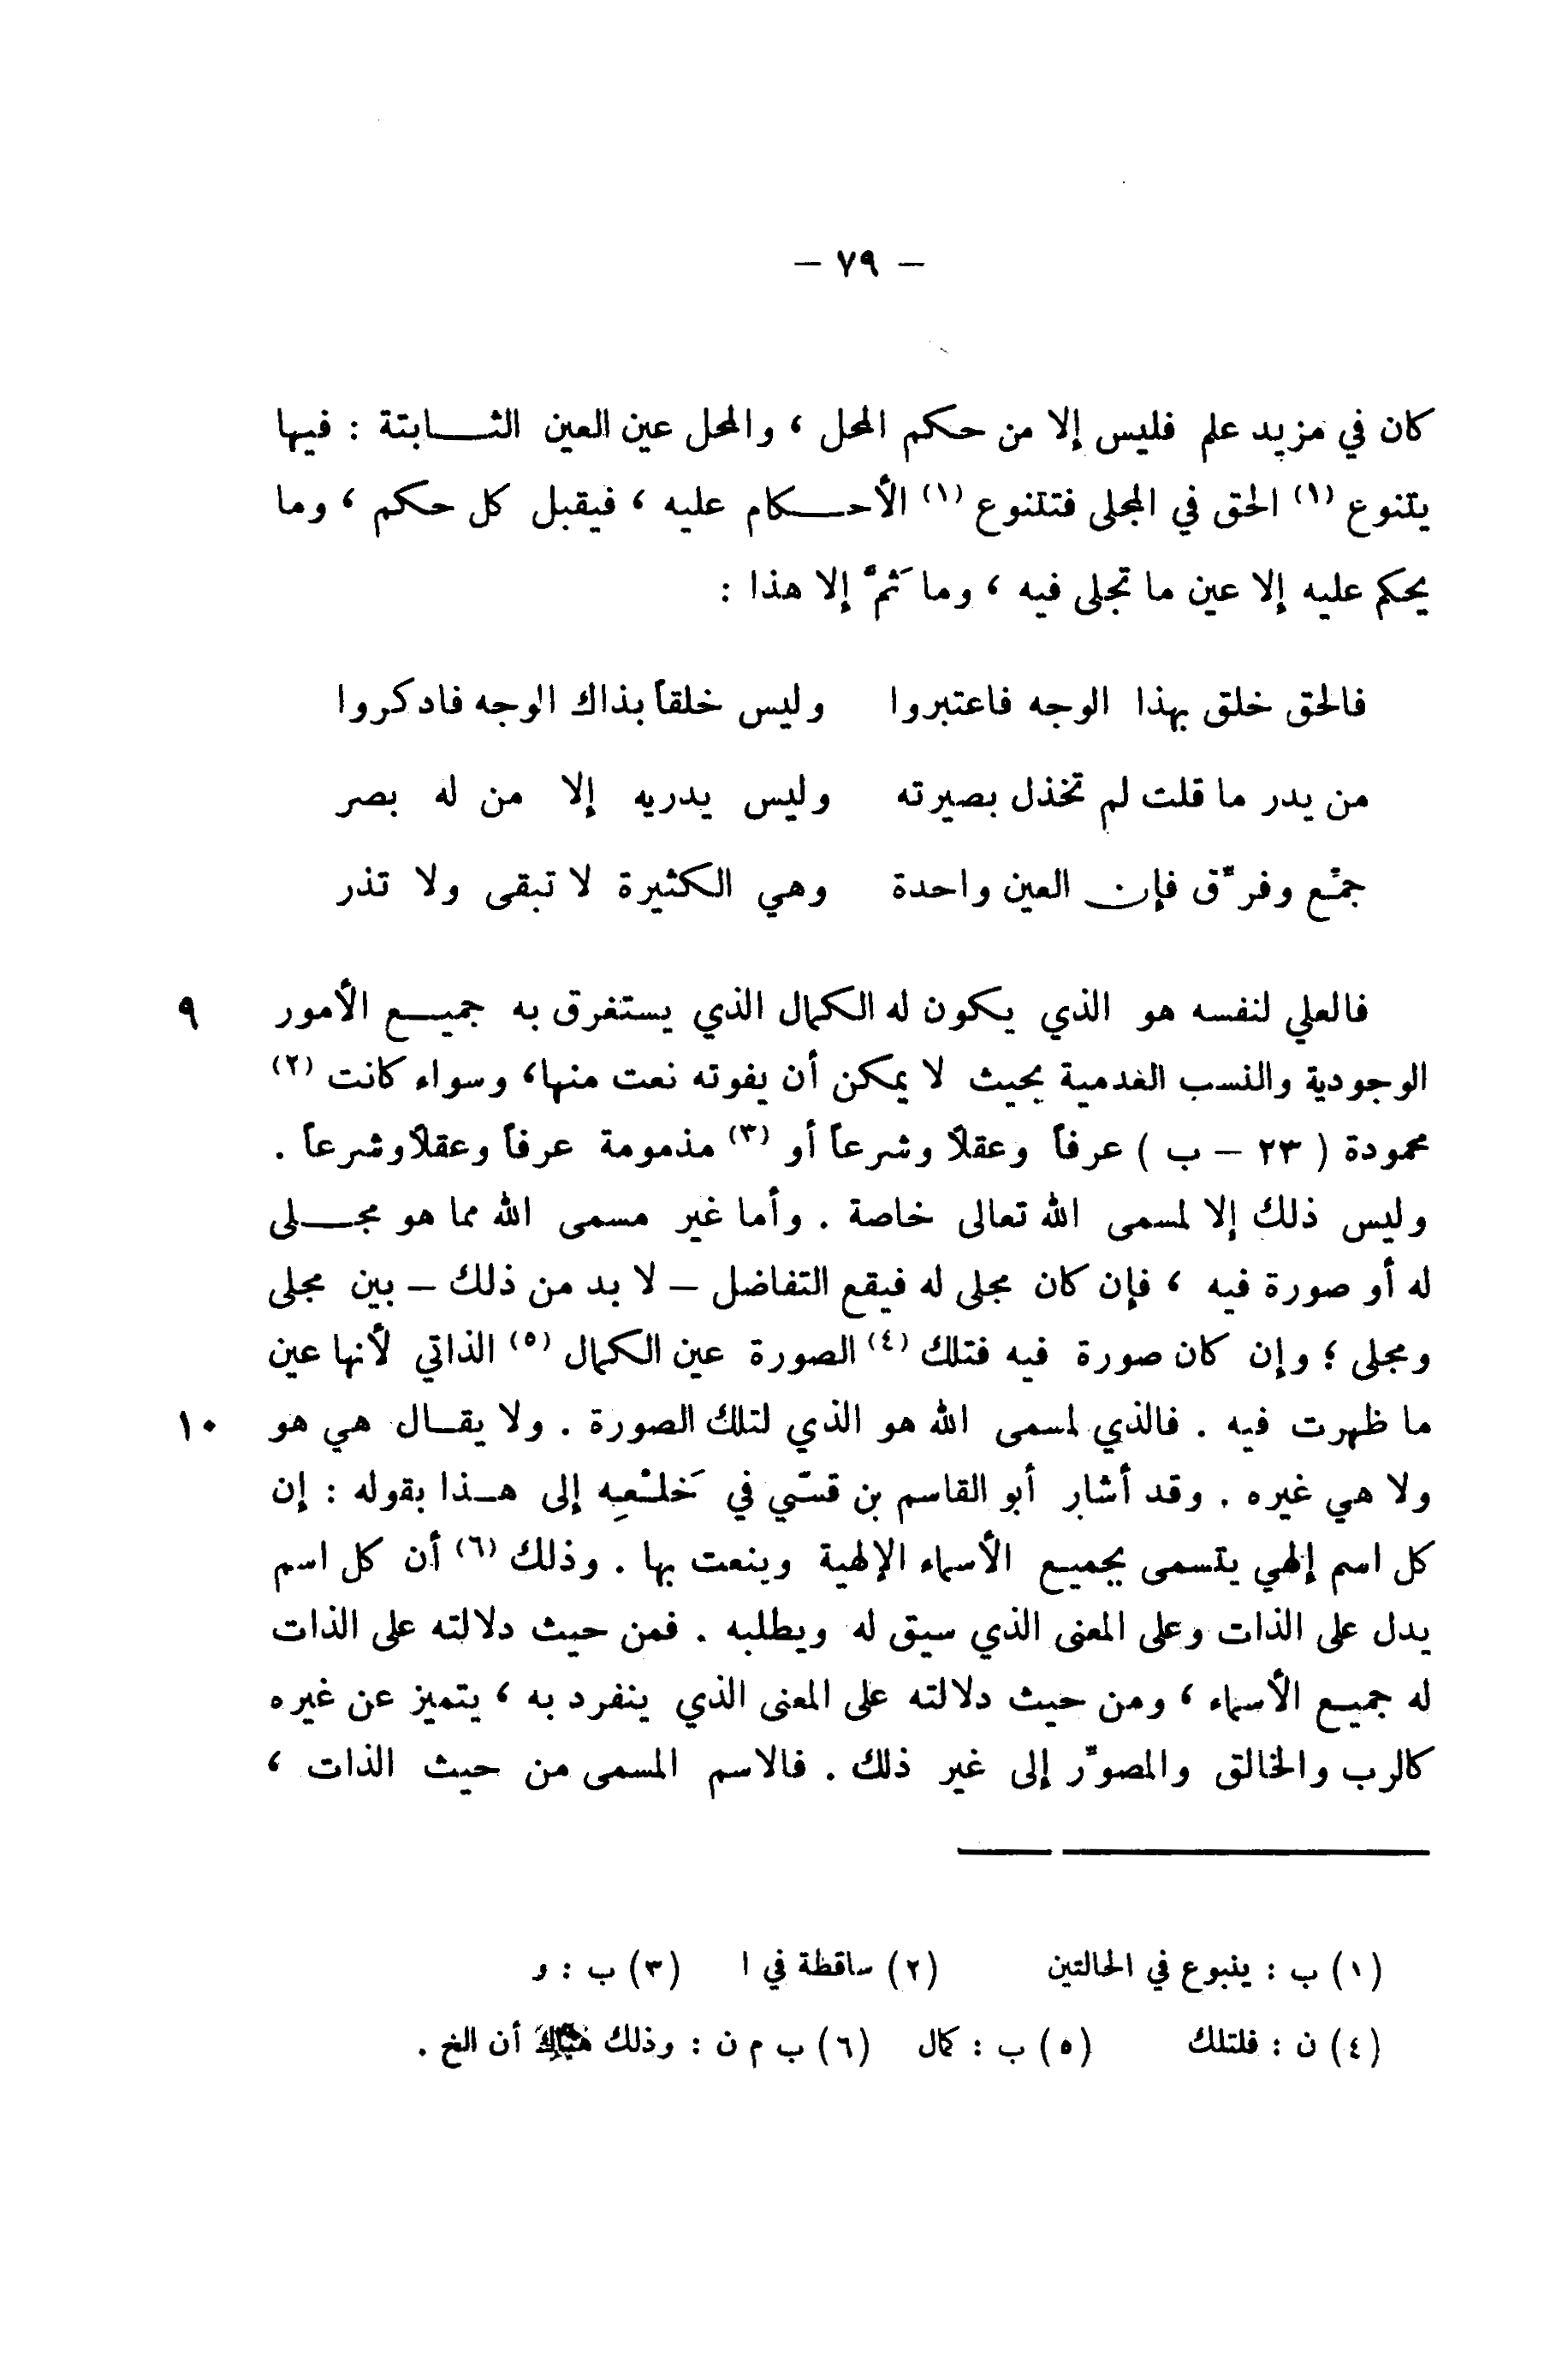 — ٧٩ —
كان في مزيد علم فليس إلا من حكم المحل ، والمحل عين العين الثـــابتة : فيها
يتنوع (١) الحق في المجلى فتتنوع (١) الأحـــكام عليه ، فيقبل كل حكم ، وما
يحكم عليه إلا عين ما تجلى فيه ، وما ثَمَّ إلا هذا :
فالحق خلق بهذا الوجه فاعتبروا وليس خلقاً بذاك الوجه فادكروا
من يدر ما قلت لم تخذل بصيرته وليس يدريه إلا من له بصر
جمِّع وفرِّق فإن العين واحدة وهي الكثيرة لا تبقى ولا تذر
فالعلي لنفسه هو الذي يكون له الكمال الذي يستغرق به جميـــع الأمور ٩
الوجودية والنسب العدمية بحيث لا يمكن أن يفوته نعت منها، وسواء كانت (٢)
محمودة ( ٢٣ – ب ) عرفاً وعقلاً وشرعاً أو (٣) مذمومة عرفاً وعقلاً وشرعاً .
وليس ذلك إلا لمسمى الله تعالى خاصة . وأما غير مسمى الله مما هو مجـــلى
له أو صورة فيه ، فإن كان مجلى له فيقع التفاضل – لا بد من ذلك – بين مجلى
ومجلى ؛ وإن كان صورة فيه فتلك (٤) الصورة عين الكمال (٥) الذاتي لأنها عين
ما ظهرت فيه . فالذي لمسمى الله هو الذي لتلك الصورة . ولا يقـال هي هو ١٠
ولا هي غيره . وقد أشار أبو القاسم بن قسّي في خَلْعِه إلى هـذا بقوله : إن
كل اسم إلهي يتسمى بجميع الأسماء الإلهية وينعت بها . وذلك (٦) أن كل اسم
يدل على الذات وعلى المعنى الذي سيق له ويطلبه . فمن حيث دلالته على الذات
له جميع الأسماء ، ومن حيث دلالته على المعنى الذي ينفرد به ، يتميز عن غيره
كالرب والخالق والمصوِّر إلى غير ذلك . فالاسم المسمى من حيث الذات ،
(١) ب : ينبوع في الحالتين (٢) ساقطة في ا (٣) ب : و
(٤) ن : فلتلك (٥) ب : كمال (٦) ب م ن : وذلك أن الخ .